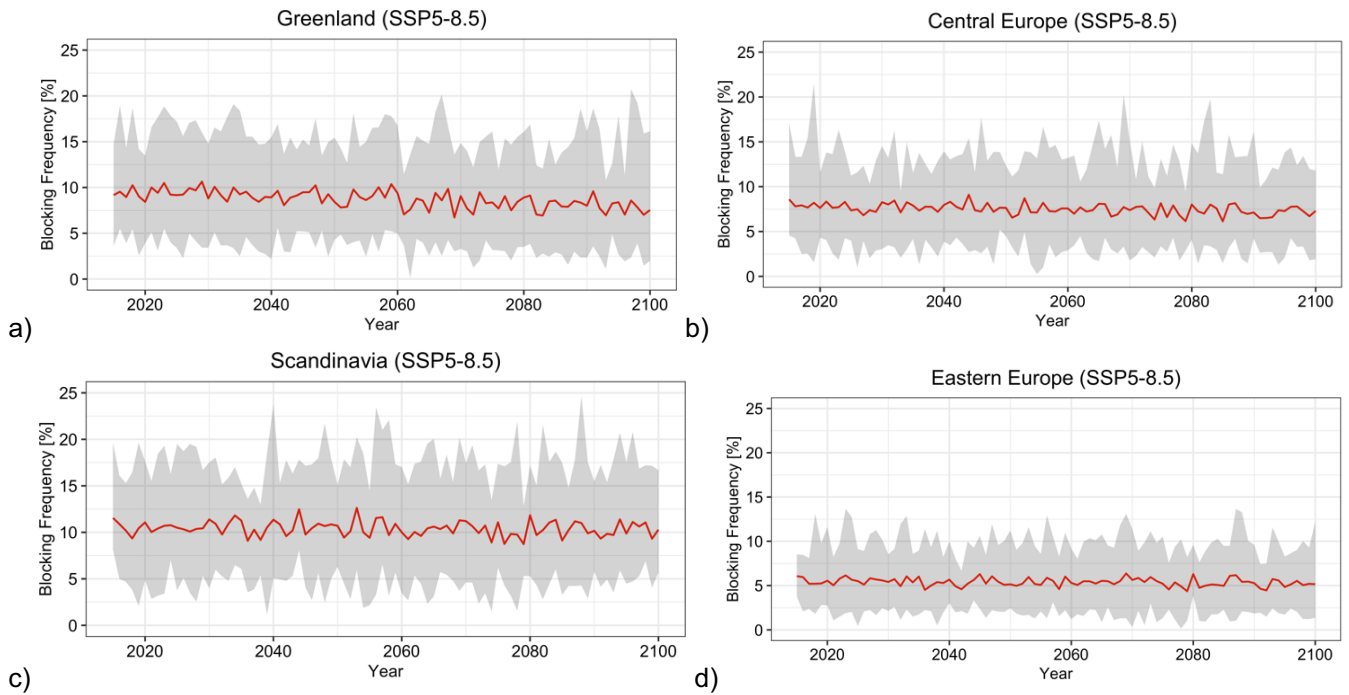 Greenland (SSP5-8.5)
25
20
15
10
5
0
Blocking Frequency [%]
2020 2040 2060 2080 2100
Year
a)
Central Europe (SSP5-8.5)
25
20
15
10
5
0
Blocking Frequency [%]
2020 2040 2060 2080 2100
Year
b)
Scandinavia (SSP5-8.5)
25
20
15
10
5
0
Blocking Frequency [%]
2020 2040 2060 2080 2100
Year
c)
Eastern Europe (SSP5-8.5)
25
20
15
10
5
0
Blocking Frequency [%]
2020 2040 2060 2080 2100
Year
d)